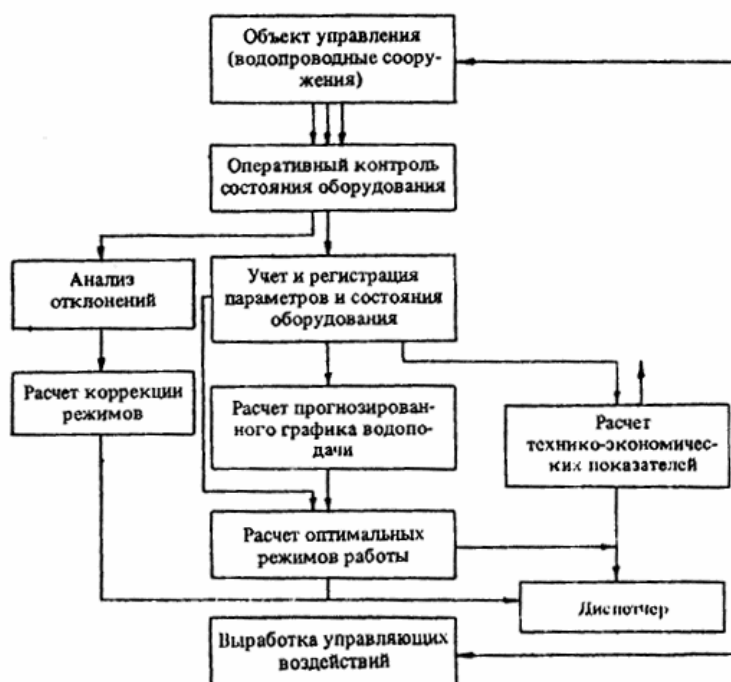 Объект управления
(водопроводные соору-
жения)
Оперативный контроль
состояния оборудования
Анализ
отклонений
Учет и регистрация
параметров и состояния
оборудования
Расчет коррекции
режимов
Расчет прогнозирован-
ного графика водопо-
дачи
Расчет
технико-экономичес-
ких показателей
Расчет оптимальных
режимов работы
Диспотчер
Выработка управляющих
воздействий